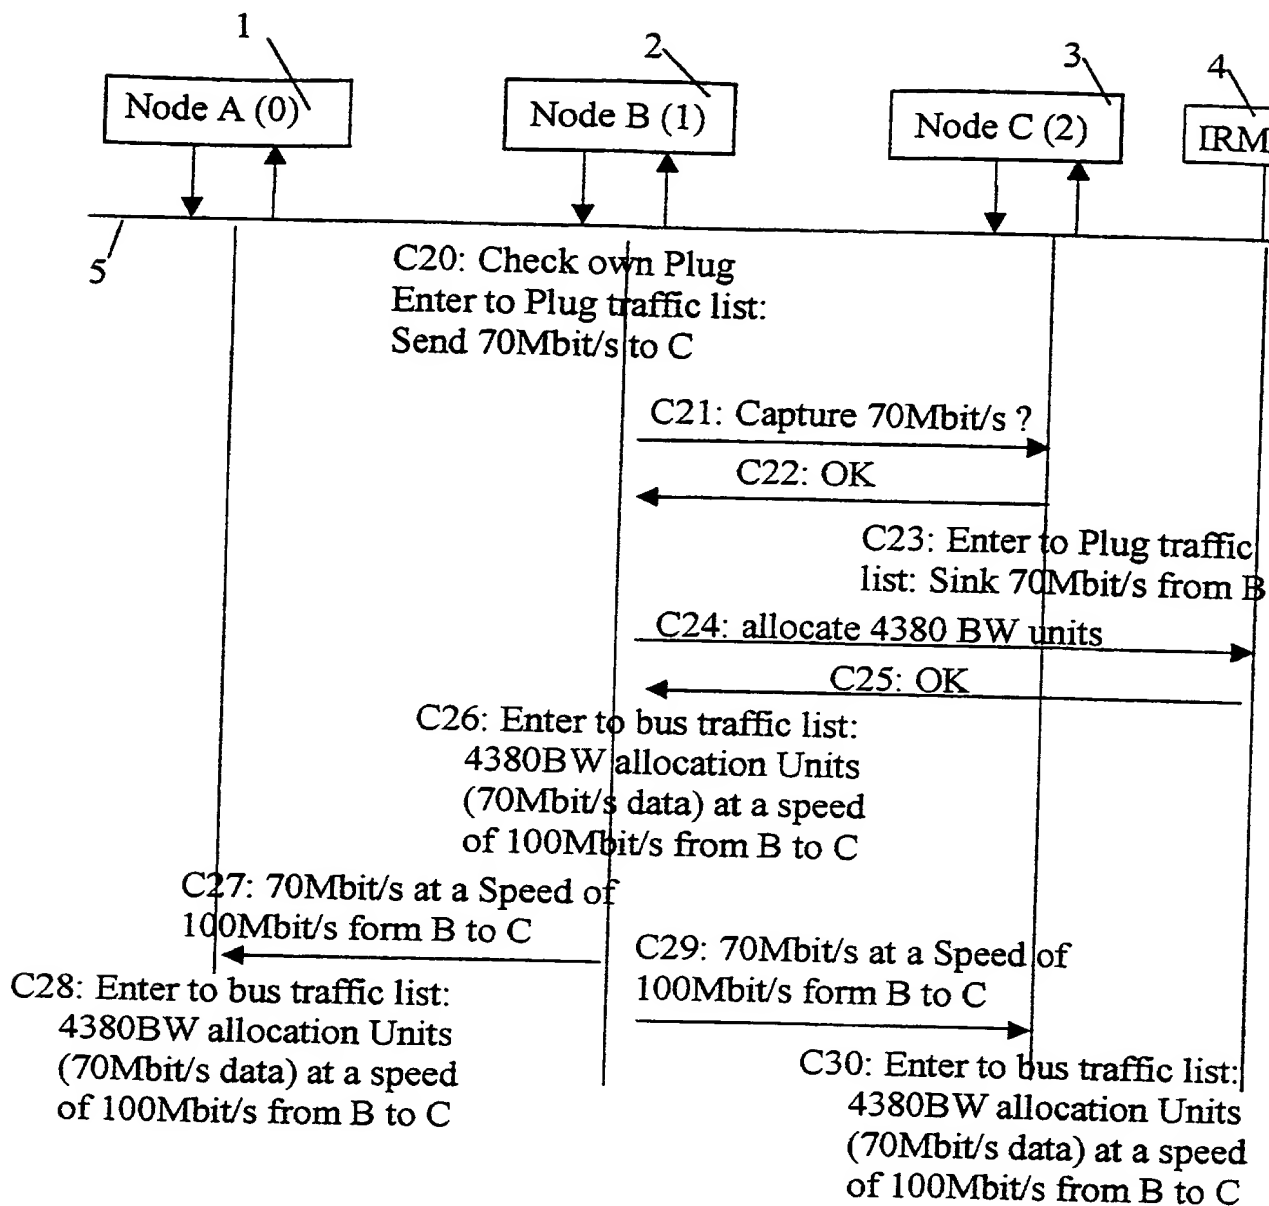 1
2
3
4
Node A (0)
Node B (1)
Node C (2)
IRM
5
C20: Check own Plug
Enter to Plug traffic list:
Send 70Mbit/s to C
C21: Capture 70Mbit/s ?
C22: OK
C23: Enter to Plug traffic
list: Sink 70Mbit/s from B
C24: allocate 4380 BW units
C25: OK
C26: Enter to bus traffic list:
4380BW allocation Units
(70Mbit/s data) at a speed
of 100Mbit/s from B to C
C27: 70Mbit/s at a Speed of
100Mbit/s form B to C
C29: 70Mbit/s at a Speed of
100Mbit/s form B to C
C28: Enter to bus traffic list:
4380BW allocation Units
(70Mbit/s data) at a speed
of 100Mbit/s from B to C
C30: Enter to bus traffic list:
4380BW allocation Units
(70Mbit/s data) at a speed
of 100Mbit/s from B to C